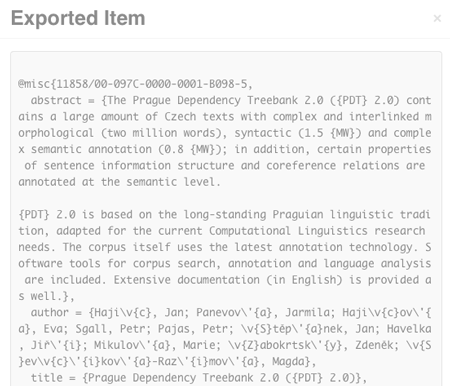 Exported Item
×
@misc{11858/00-097C-0000-0001-B098-5,
abstract = {The Prague Dependency Treebank 2.0 ({PDT} 2.0) cont
ains a large amount of Czech texts with complex and interlinked m
orphological (two million words), syntactic (1.5 {MW}) and comple
x semantic annotation (0.8 {MW}); in addition, certain properties
of sentence information structure and coreference relations are
annotated at the semantic level.
{PDT} 2.0 is based on the long-standing Praguian linguistic tradi
tion, adapted for the current Computational Linguistics research
needs. The corpus itself uses the latest annotation technology. S
oftware tools for corpus search, annotation and language analysis
are included. Extensive documentation (in English) is provided a
s well.},
author = {Haji\v{c}, Jan; Panevov\'{a}, Jarmila; Haji\v{c}ov\'{
a}, Eva; Sgall, Petr; Pajas, Petr; \v{S}těp\'{a}nek, Jan; Havelka
, Jiř\'{i}; Mikulov\'{a}, Marie; \v{Z}abokrtsk\'{y}, Zdeněk; \v{S
}ev\v{c}\'{i}kov\'{a}-Raz\'{i}mov\'{a}, Magda},
title = {Prague Dependency Treebank 2.0 ({PDT} 2.0)},